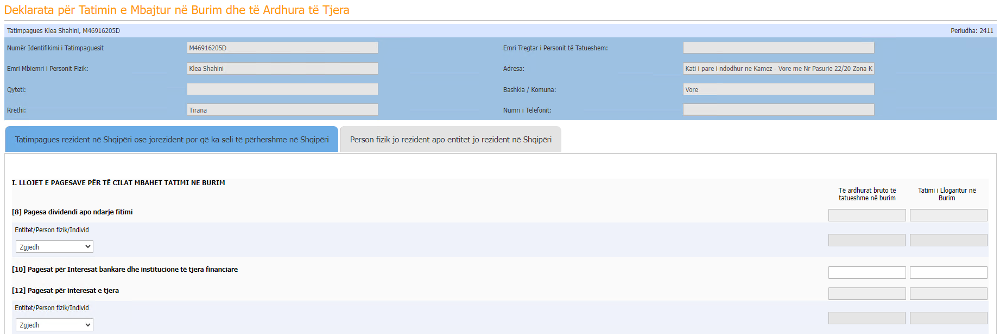 Deklarata për Tatimin e Mbajtur në Burim dhe të Ardhura të Tjera
Tatimpagues Klea Shahini, M46916205D
Periudha: 2411
Numër Identifikimi i Tatimpaguesit
M46916205D
Emri Tregtar i Personit të Tatueshem:
Emri Mbiemri i Personit Fizik:
Klea Shahini
Adresa:
Kati i pare i ndodhur ne Kamez - Vore me Nr Pasurie 22/20 Zona K
Qyteti:
Bashkia / Komuna:
Vore
Rrethi:
Tirana
Numri i Telefonit:
Tatimpagues rezident në Shqipëri ose jorezident por që ka seli të përhershme në Shqipëri
Person fizik jo rezident apo entitet jo rezident në Shqipëri
I. LLOJET E PAGESAVE PËR TË CILAT MBAHET TATIMI NE BURIM
Të ardhurat bruto të
tatueshme në burim
Tatimi i Llogaritur në
Burim
[8] Pagesa dividendi apo ndarje fitimi
Entitet/Person fizik/Individ
Zgjedh
[10] Pagesat për Interesat bankare dhe institucione të tjera financiare
[12] Pagesat për interesat e tjera
Entitet/Person fizik/Individ
Zgjedh